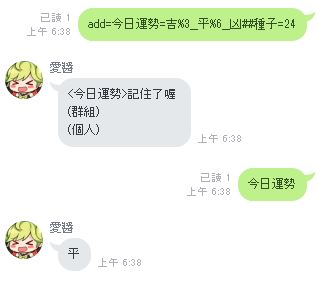 已讀 1
上午 6:38
add=今日運勢=吉%3_平%6_凶##種子=24
愛醬
<今日運勢>記住了喔
(群組)
(個人)
上午 6:38
已讀 1
上午 6:38
今日運勢
愛醬
平
上午 6:38